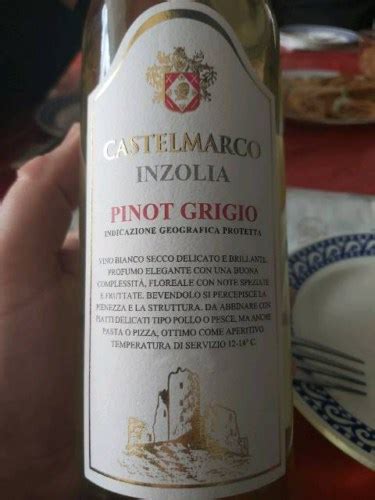 CASTELMARCO
INZOLIA
PINOT GRIGIO
INDICAZIONE GEOGRAFICA PROTETTA
VINO BIANCO SECCO DELICATO E BRILLANTE.
PROFUMO ELEGANTE CON UNA BUONA
COMPLESSITÀ, FLOREALE CON NOTE SPEZIATE
E FRUTTATE. BEVENDOLO SI PERCEPISCE LA
PIENEZZA E LA STRUTTURA. DA ABBINARE CON
PIATTI DELICATI TIPO POLLO O PESCE, MA ANCHE
PASTA O PIZZA, OTTIMO COME APERITIVO.
TEMPERATURA DI SERVIZIO 12-14° C.